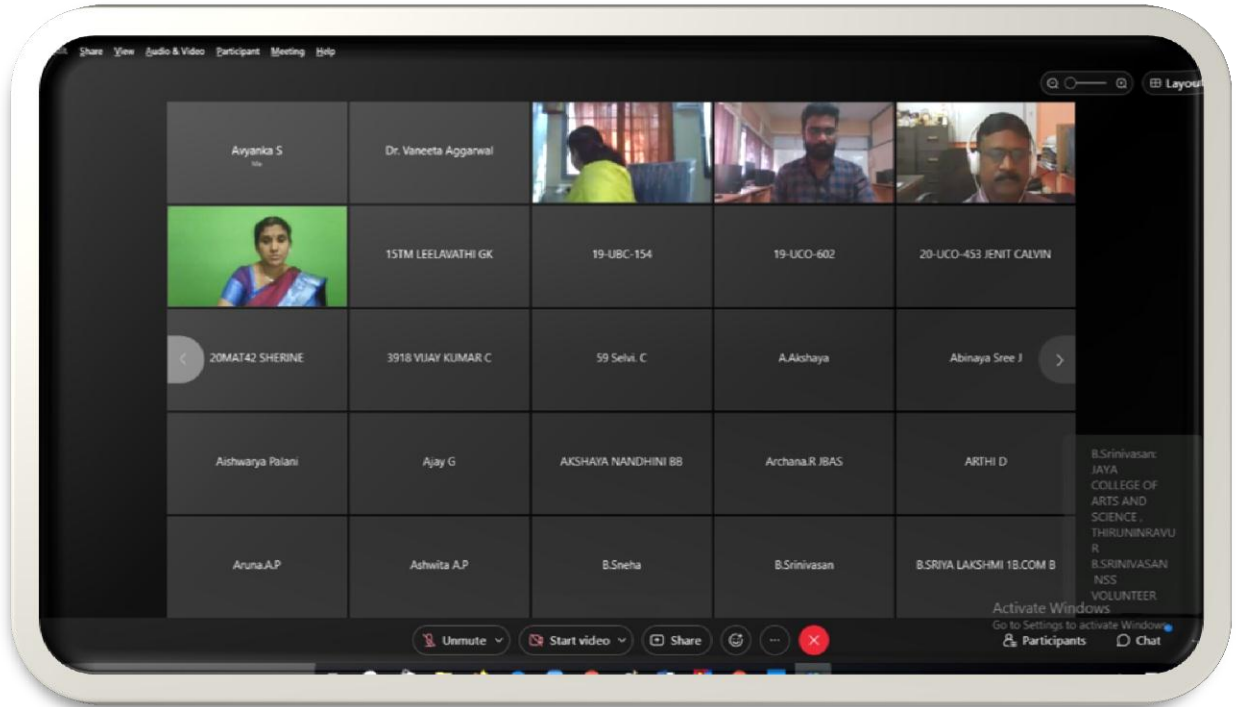 Share View Audio & Video Participant Meeting Help
Layout
Avyanka S
Me
Dr. Vaneeta Aggarwal
15TM LEELAVATHI GK
19-UBC-154
19-UCO-602
20-UCO-453 JENIT CALVIN
20MAT42 SHERINE
3918 VIJAY KUMAR C
59 Selvi. C
A.Akshaya
Abinaya Sree J
Aishwarya Palani
Ajay G
AKSHAYA NANDHINI BB
Archana.R JBAS
ARTHI D
Aruna.A.P
Ashwita A.P
B.Sneha
B.Srinivasan
B.SRIYA LAKSHMI 1B.COM B
B.Srinivasan:
JAYA
COLLEGE OF
ARTS AND
SCIENCE ,
THIRUNINRAVU
R
B.SRINIVASAN
NSS
VOLUNTEER
Activate Windows
Go to Settings to activate Windows.
Unmute
Start video
Share
Participants
Chat